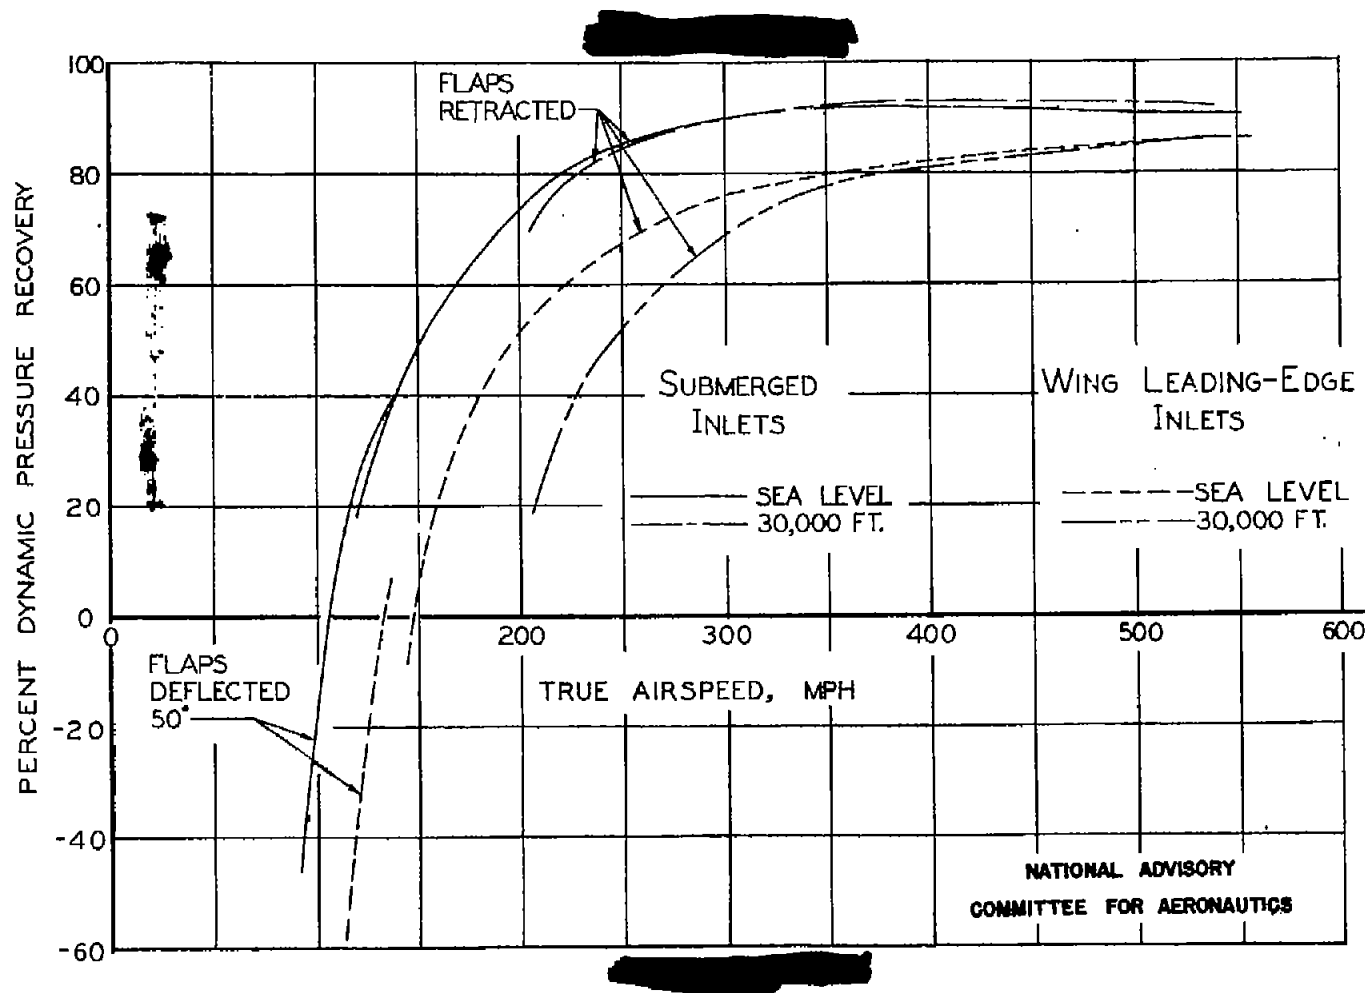 100
80
60
40
20
0
-20
-40
-60
PERCENT DYNAMIC PRESSURE RECOVERY
FLAPS
RETRACTED
SUBMERGED
INLETS
SEA LEVEL
30,000 FT.
WING LEADING-EDGE
INLETS
SEA LEVEL
30,000 FT.
0
200
300
400
500
600
TRUE AIRSPEED, MPH
FLAPS
DEFLECTED
50°
NATIONAL ADVISORY
COMMITTEE FOR AERONAUTICS